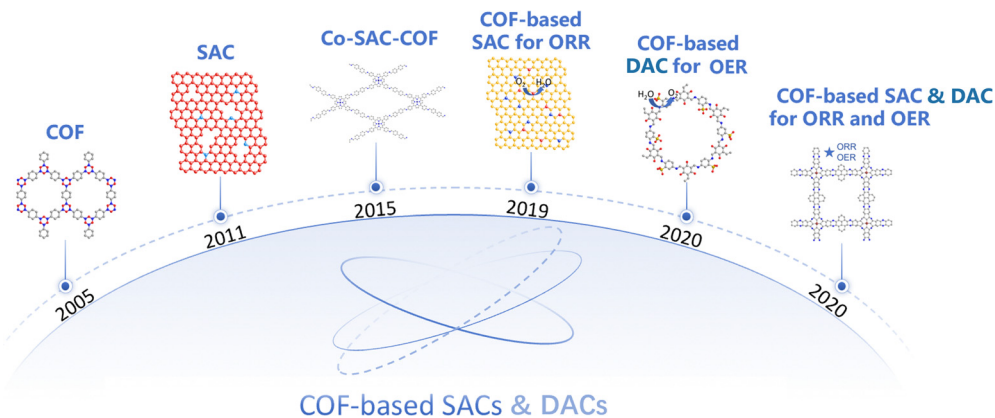 COF
2005
SAC
2011
Co-SAC-COF
2015
COF-based
SAC for ORR
O₂ H₂O
2019
COF-based
DAC for OER
H₂O O₂
2020
COF-based SAC & DAC
for ORR and OER
★ ORR
OER
2020
COF-based SACs & DACs